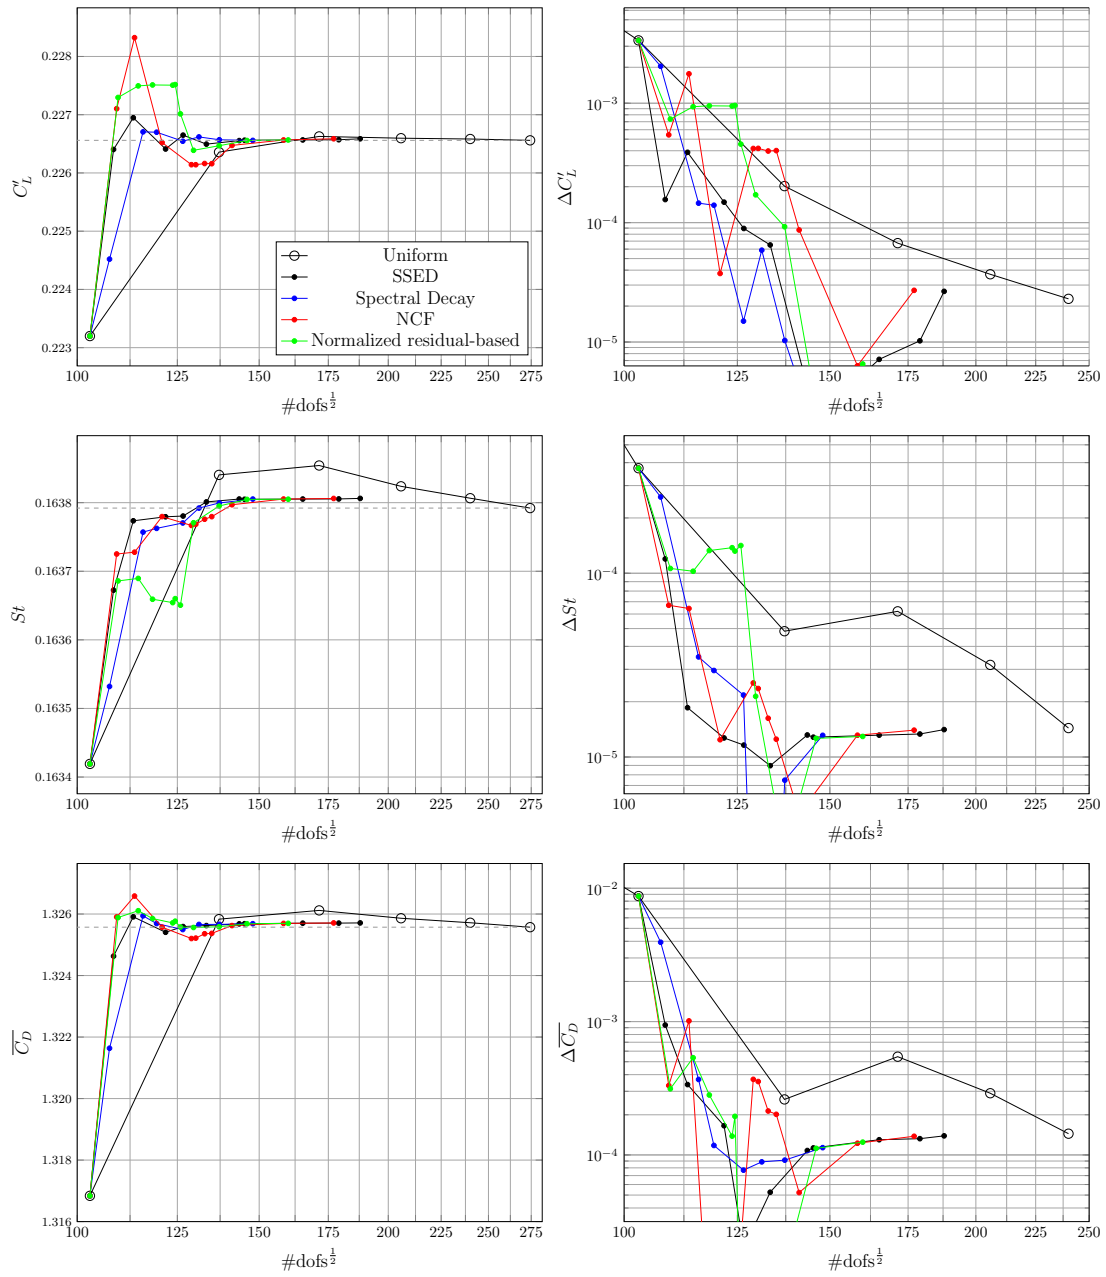 0.228
0.227
0.226
0.225
0.224
0.223
C′L
100 125 150 175 200 225 250 275
#dofs^1/2
Uniform
SSED
Spectral Decay
NCF
Normalized residual-based
10−3
10−4
10−5
ΔC′L
100 125 150 175 200 225 250
#dofs^1/2
0.1638
0.1637
0.1636
0.1635
0.1634
St
100 125 150 175 200 225 250 275
#dofs^1/2
10−4
10−5
ΔSt
100 125 150 175 200 225 250
#dofs^1/2
1.326
1.324
1.322
1.320
1.318
1.316
C̅D
100 125 150 175 200 225 250 275
#dofs^1/2
10−2
10−3
10−4
ΔC̅D
100 125 150 175 200 225 250
#dofs^1/2